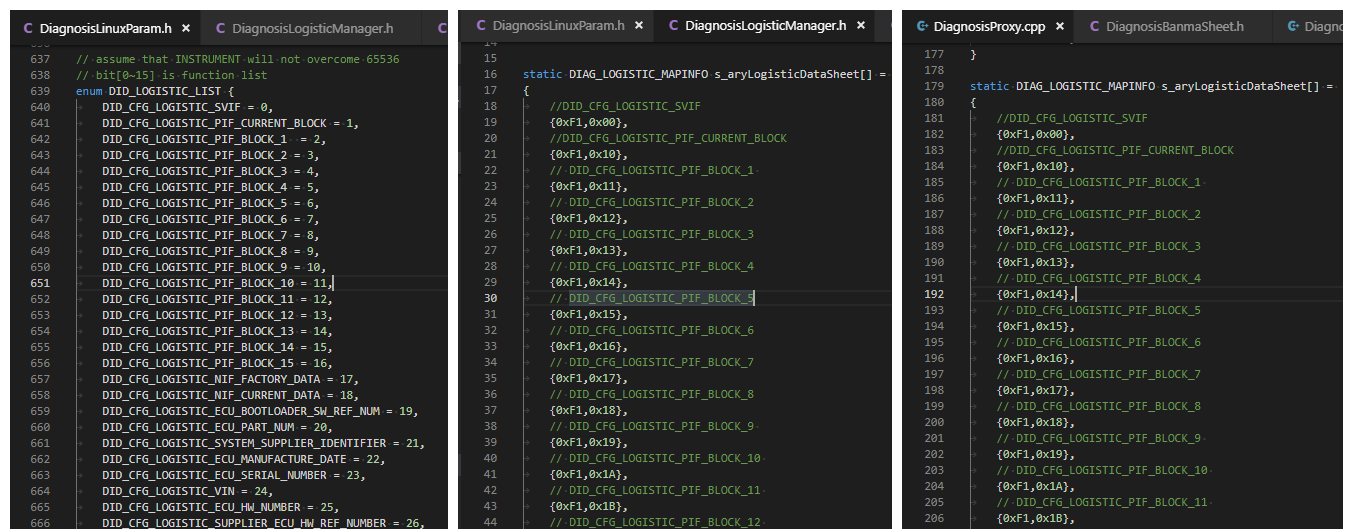 DiagnosisLinuxParam.h × DiagnosisLogisticManager.h
637 // assume that INSTRUMENT will not overcome 65536
638 // bit[0~15] is function list
639 enum DID_LOGISTIC_LIST {
640 DID_CFG_LOGISTIC_SVIF = 0,
641 DID_CFG_LOGISTIC_PIF_CURRENT_BLOCK = 1,
642 DID_CFG_LOGISTIC_PIF_BLOCK_1 = 2,
643 DID_CFG_LOGISTIC_PIF_BLOCK_2 = 3,
644 DID_CFG_LOGISTIC_PIF_BLOCK_3 = 4,
645 DID_CFG_LOGISTIC_PIF_BLOCK_4 = 5,
646 DID_CFG_LOGISTIC_PIF_BLOCK_5 = 6,
647 DID_CFG_LOGISTIC_PIF_BLOCK_6 = 7,
648 DID_CFG_LOGISTIC_PIF_BLOCK_7 = 8,
649 DID_CFG_LOGISTIC_PIF_BLOCK_8 = 9,
650 DID_CFG_LOGISTIC_PIF_BLOCK_9 = 10,
651 DID_CFG_LOGISTIC_PIF_BLOCK_10 = 11,
652 DID_CFG_LOGISTIC_PIF_BLOCK_11 = 12,
653 DID_CFG_LOGISTIC_PIF_BLOCK_12 = 13,
654 DID_CFG_LOGISTIC_PIF_BLOCK_13 = 14,
655 DID_CFG_LOGISTIC_PIF_BLOCK_14 = 15,
656 DID_CFG_LOGISTIC_PIF_BLOCK_15 = 16,
657 DID_CFG_LOGISTIC_NIF_FACTORY_DATA = 17,
658 DID_CFG_LOGISTIC_NIF_CURRENT_DATA = 18,
659 DID_CFG_LOGISTIC_ECU_BOOTLOADER_SW_REF_NUM = 19,
660 DID_CFG_LOGISTIC_ECU_PART_NUM = 20,
661 DID_CFG_LOGISTIC_SYSTEM_SUPPLIER_IDENTIFIER = 21,
662 DID_CFG_LOGISTIC_ECU_MANUFACTURE_DATE = 22,
663 DID_CFG_LOGISTIC_ECU_SERIAL_NUMBER = 23,
664 DID_CFG_LOGISTIC_VIN = 24,
665 DID_CFG_LOGISTIC_ECU_HW_NUMBER = 25,
666 DID_CFG_LOGISTIC_SUPPLIER_ECU_HW_REF_NUMBER = 26,
DiagnosisLinuxParam.h DiagnosisLogisticManager.h ×
14
15
16 static DIAG_LOGISTIC_MAPINFO s_aryLogisticDataSheet[] =
17 {
18 //DID_CFG_LOGISTIC_SVIF
19 {0xF1,0x00},
20 //DID_CFG_LOGISTIC_PIF_CURRENT_BLOCK
21 {0xF1,0x10},
22 // DID_CFG_LOGISTIC_PIF_BLOCK_1
23 {0xF1,0x11},
24 // DID_CFG_LOGISTIC_PIF_BLOCK_2
25 {0xF1,0x12},
26 // DID_CFG_LOGISTIC_PIF_BLOCK_3
27 {0xF1,0x13},
28 // DID_CFG_LOGISTIC_PIF_BLOCK_4
29 {0xF1,0x14},
30 // DID_CFG_LOGISTIC_PIF_BLOCK_5
31 {0xF1,0x15},
32 // DID_CFG_LOGISTIC_PIF_BLOCK_6
33 {0xF1,0x16},
34 // DID_CFG_LOGISTIC_PIF_BLOCK_7
35 {0xF1,0x17},
36 // DID_CFG_LOGISTIC_PIF_BLOCK_8
37 {0xF1,0x18},
38 // DID_CFG_LOGISTIC_PIF_BLOCK_9
39 {0xF1,0x19},
40 // DID_CFG_LOGISTIC_PIF_BLOCK_10
41 {0xF1,0x1A},
42 // DID_CFG_LOGISTIC_PIF_BLOCK_11
43 {0xF1,0x1B},
44 // DID_CFG_LOGISTIC_PIF_BLOCK_12
DiagnosisProxy.cpp × DiagnosisBanmaSheet.h
177 }
178
179 static DIAG_LOGISTIC_MAPINFO s_aryLogisticDataSheet[] =
180 {
181 //DID_CFG_LOGISTIC_SVIF
182 {0xF1,0x00},
183 //DID_CFG_LOGISTIC_PIF_CURRENT_BLOCK
184 {0xF1,0x10},
185 // DID_CFG_LOGISTIC_PIF_BLOCK_1
186 {0xF1,0x11},
187 // DID_CFG_LOGISTIC_PIF_BLOCK_2
188 {0xF1,0x12},
189 // DID_CFG_LOGISTIC_PIF_BLOCK_3
190 {0xF1,0x13},
191 // DID_CFG_LOGISTIC_PIF_BLOCK_4
192 {0xF1,0x14},
193 // DID_CFG_LOGISTIC_PIF_BLOCK_5
194 {0xF1,0x15},
195 // DID_CFG_LOGISTIC_PIF_BLOCK_6
196 {0xF1,0x16},
197 // DID_CFG_LOGISTIC_PIF_BLOCK_7
198 {0xF1,0x17},
199 // DID_CFG_LOGISTIC_PIF_BLOCK_8
200 {0xF1,0x18},
201 // DID_CFG_LOGISTIC_PIF_BLOCK_9
202 {0xF1,0x19},
203 // DID_CFG_LOGISTIC_PIF_BLOCK_10
204 {0xF1,0x1A},
205 // DID_CFG_LOGISTIC_PIF_BLOCK_11
206 {0xF1,0x1B},